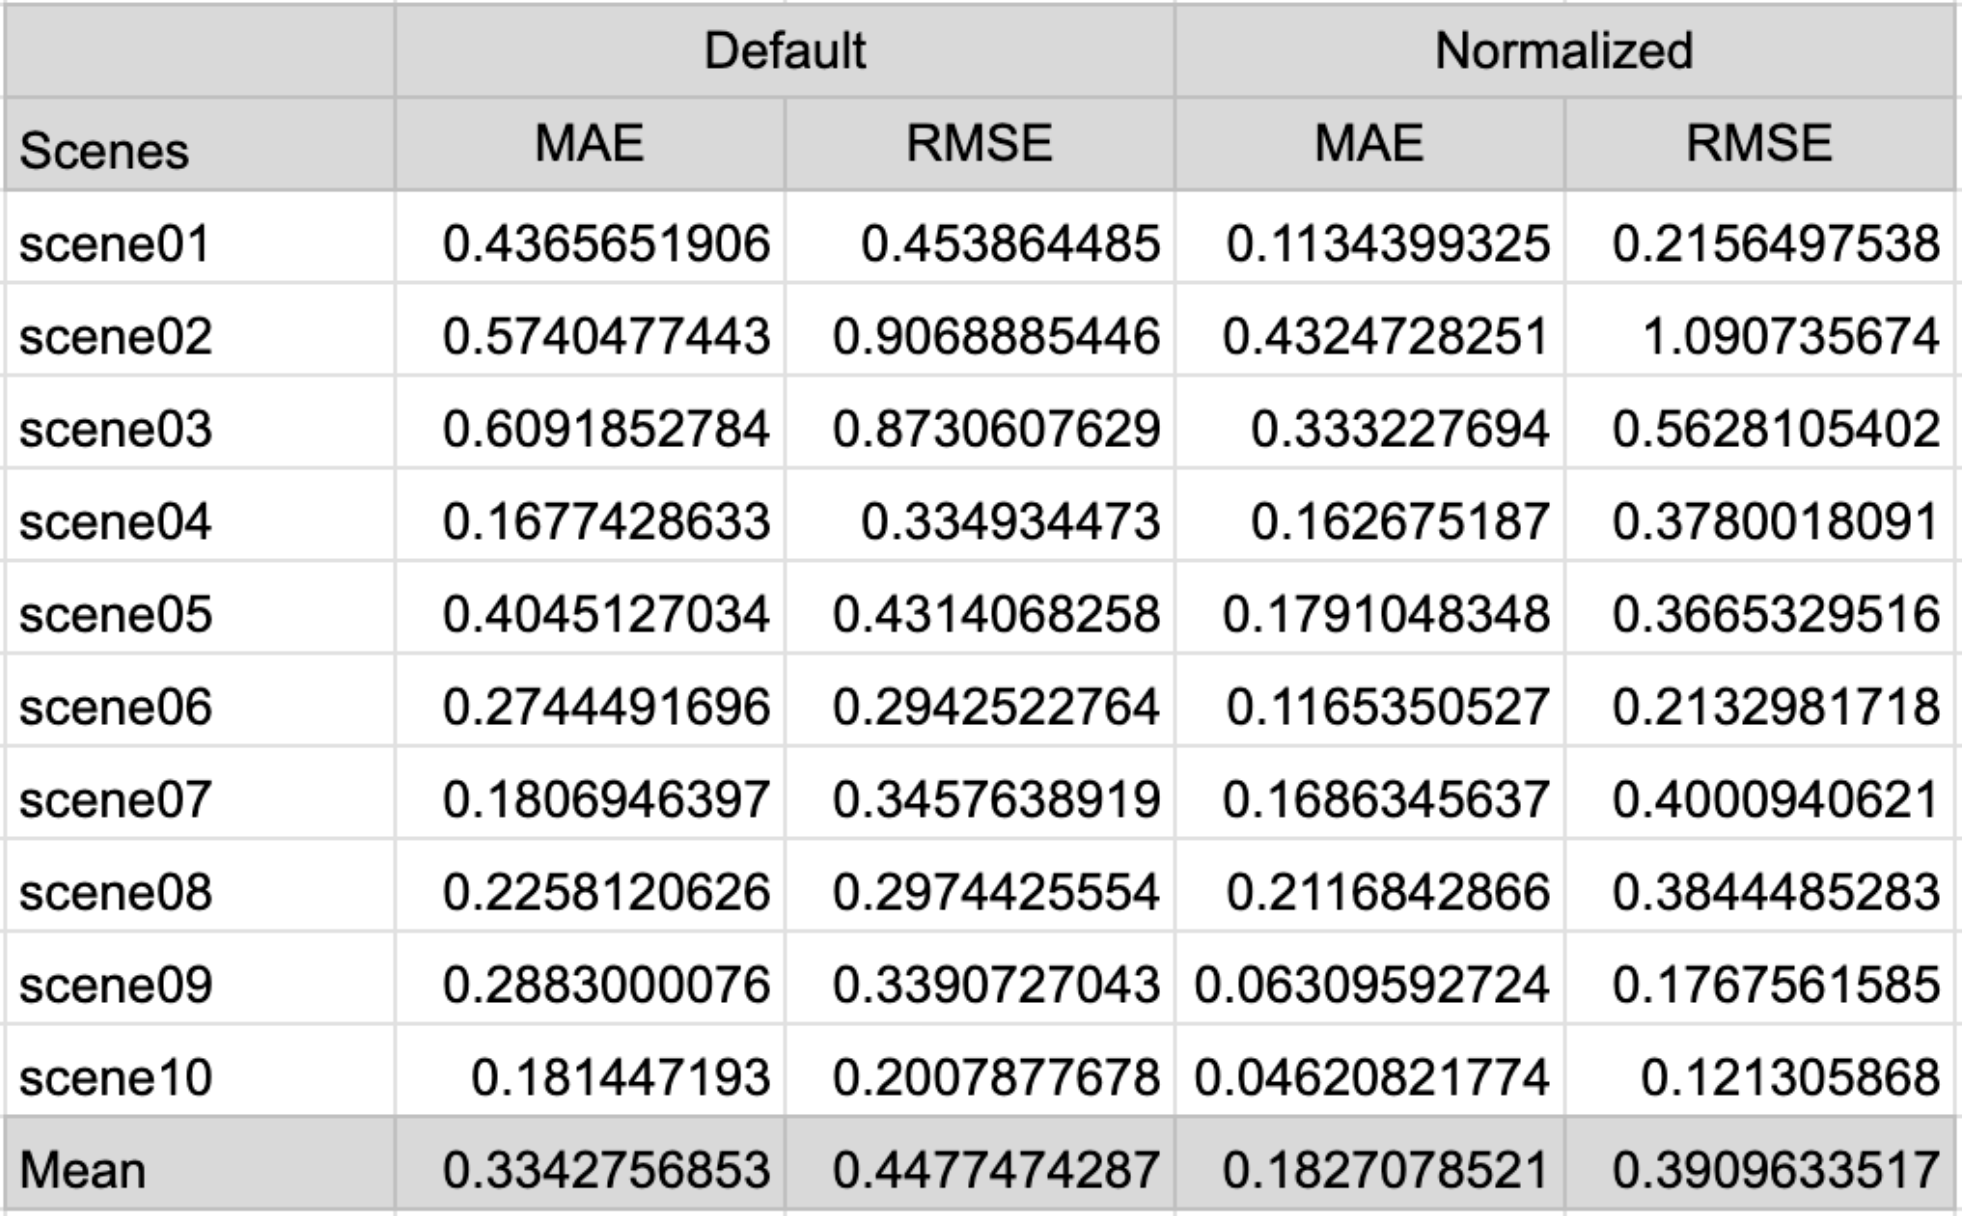 Default Normalized
Scenes MAE RMSE MAE RMSE
scene01 0.4365651906 0.453864485 0.1134399325 0.2156497538
scene02 0.5740477443 0.9068885446 0.4324728251 1.090735674
scene03 0.6091852784 0.8730607629 0.333227694 0.5628105402
scene04 0.1677428633 0.334934473 0.162675187 0.3780018091
scene05 0.4045127034 0.4314068258 0.1791048348 0.3665329516
scene06 0.2744491696 0.2942522764 0.1165350527 0.2132981718
scene07 0.1806946397 0.3457638919 0.1686345637 0.4000940621
scene08 0.2258120626 0.2974425554 0.2116842866 0.3844485283
scene09 0.2883000076 0.3390727043 0.06309592724 0.1767561585
scene10 0.181447193 0.2007877678 0.04620821774 0.121305868
Mean 0.3342756853 0.4477474287 0.1827078521 0.3909633517